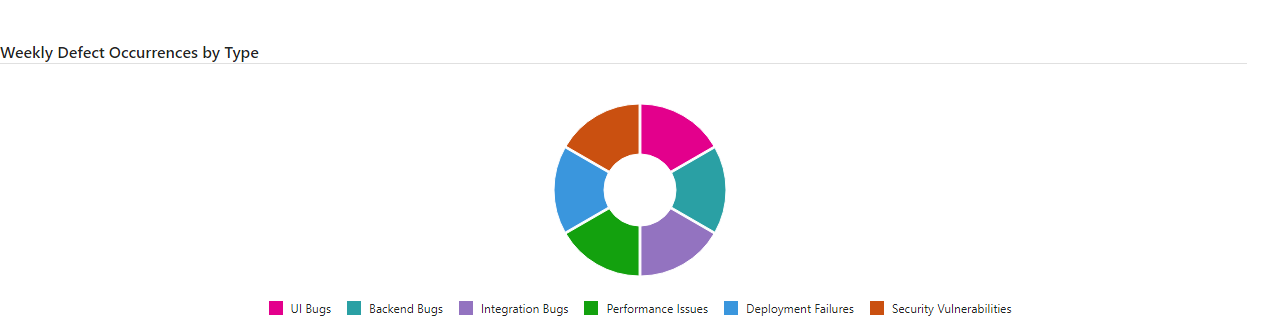 Weekly Defect Occurrences by Type
UI Bugs Backend Bugs Integration Bugs Performance Issues Deployment Failures Security Vulnerabilities